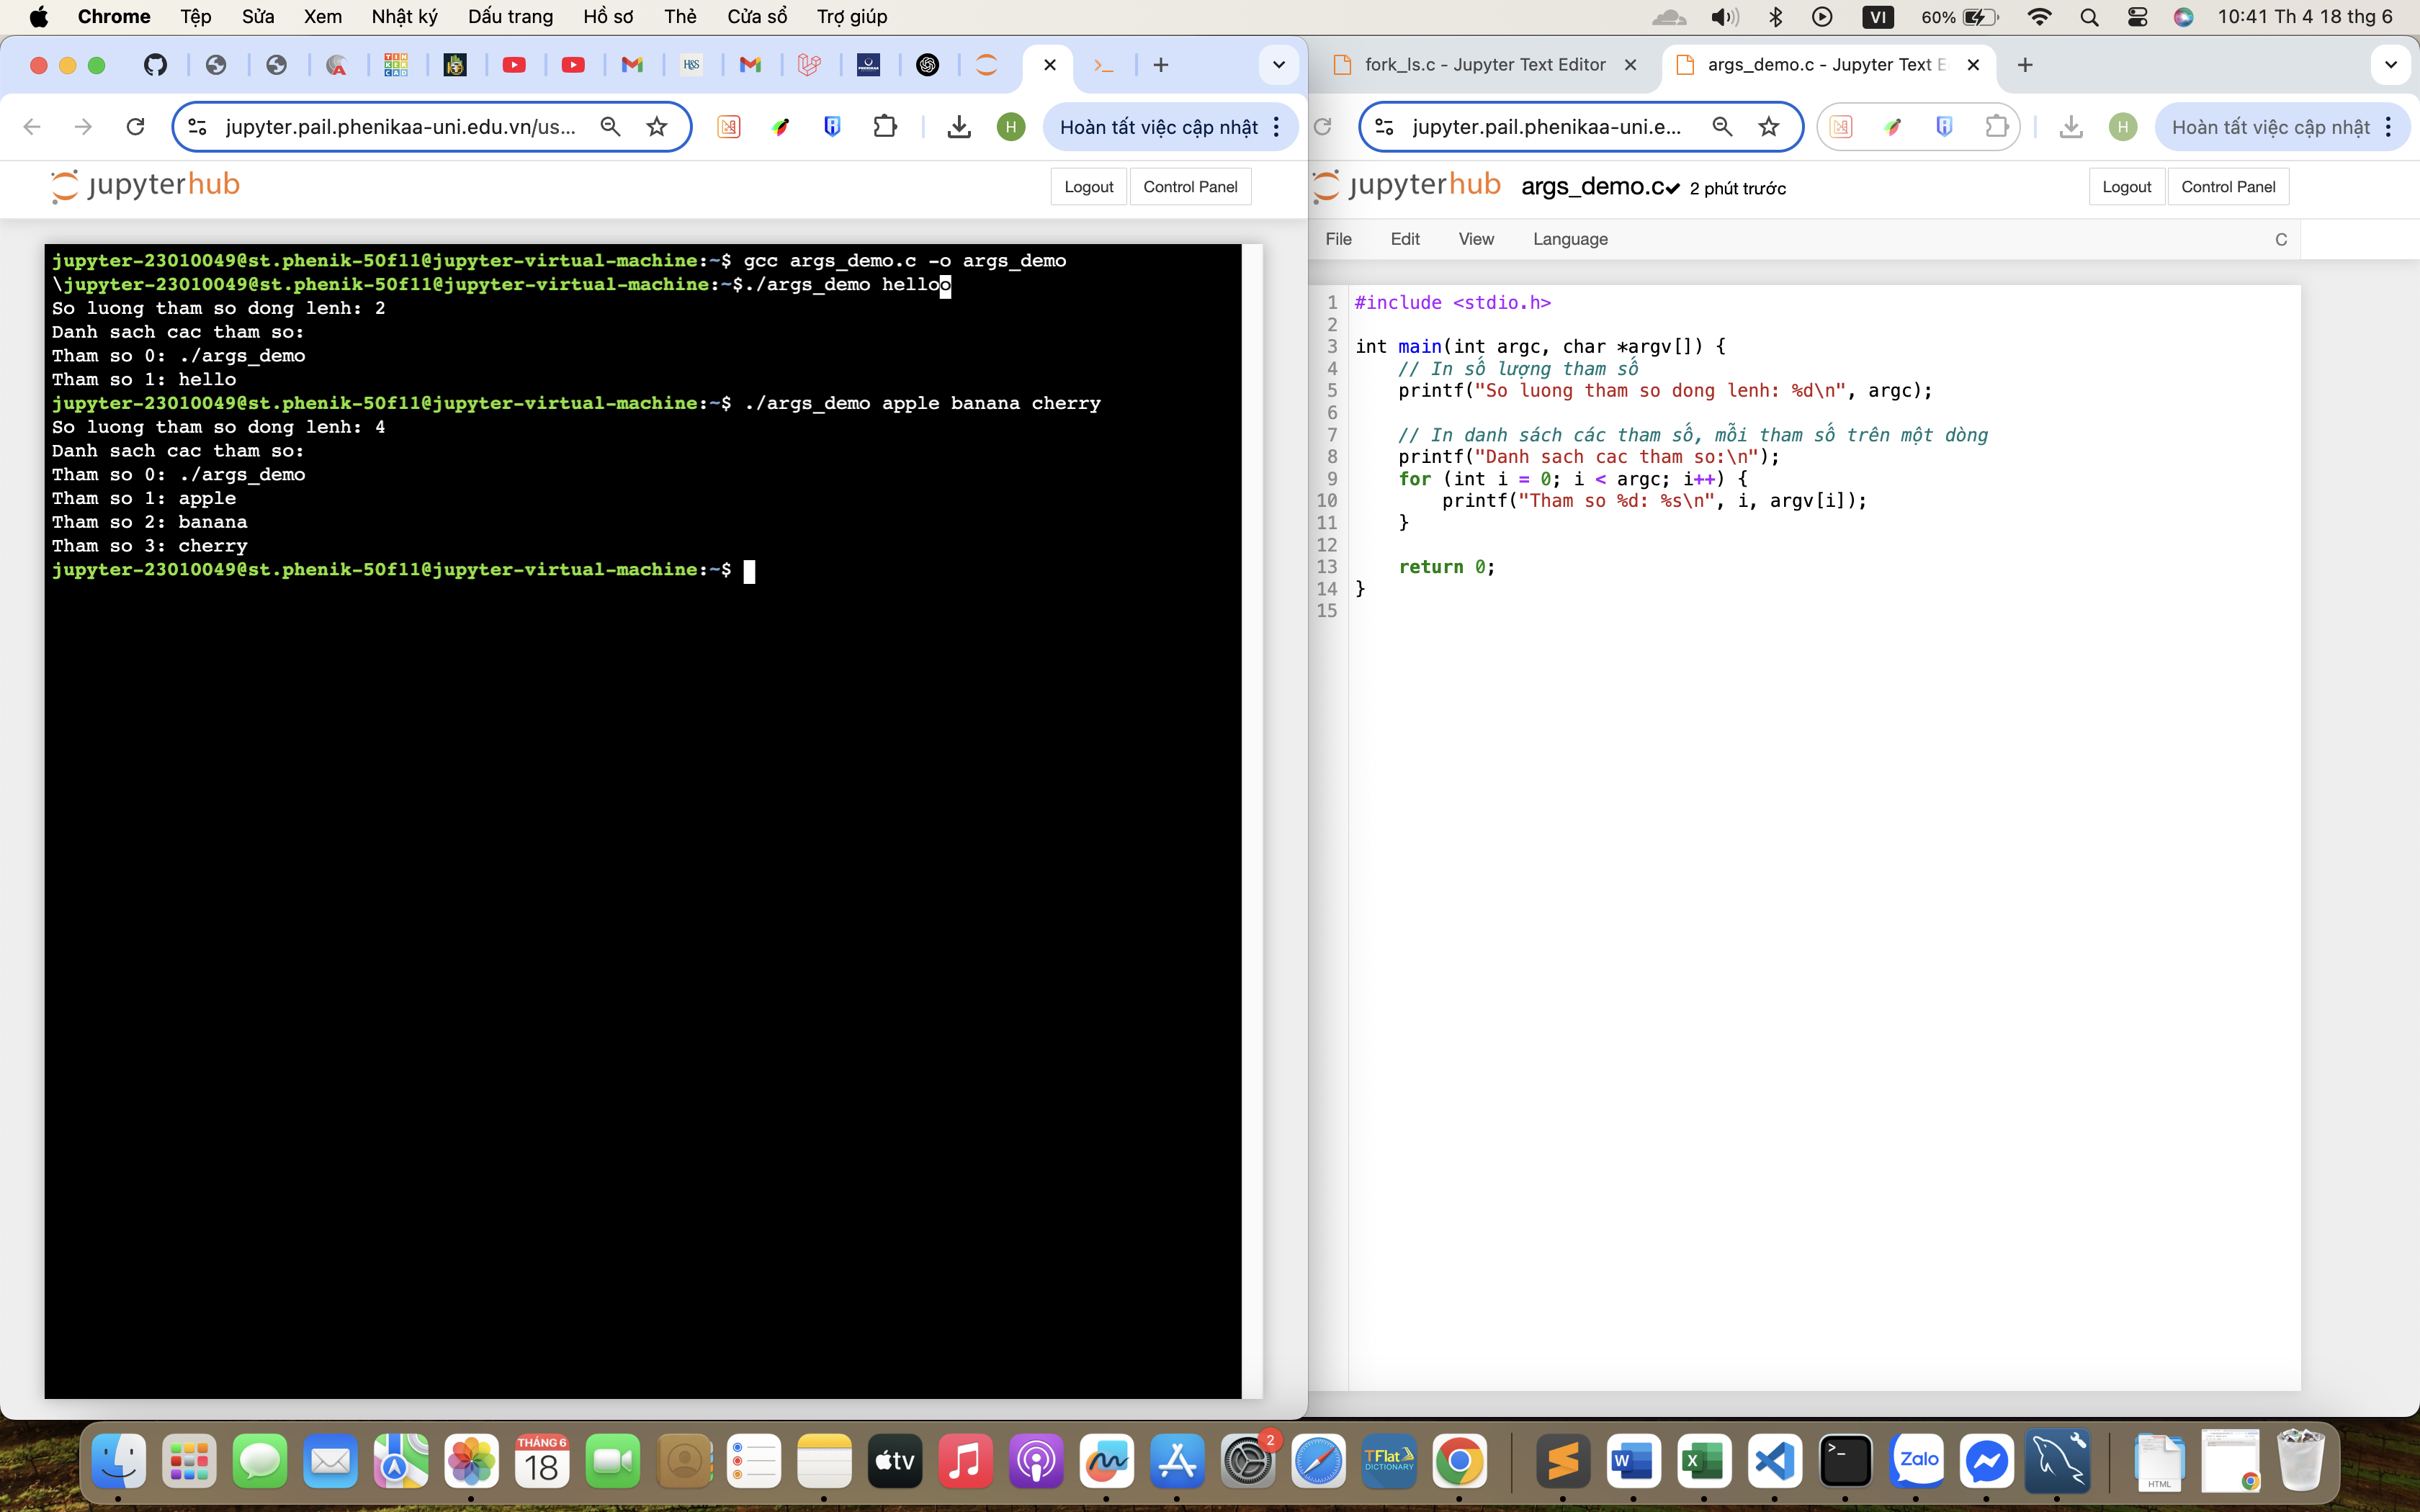 Chrome Tệp Sửa Xem Nhật ký Dấu trang Hồ sơ Thẻ Cửa sổ Trợ giúp VI 60% 10:41 Th 4 18 thg 6
fork_ls.c - Jupyter Text Editor args_demo.c - Jupyter Text E
jupyter.pail.phenikaa-uni.edu.vn/us... H Hoàn tất việc cập nhật
jupyter.pail.phenikaa-uni.e... H Hoàn tất việc cập nhật
jupyterhub Logout Control Panel
jupyter-23010049@st.phenik-50f11@jupyter-virtual-machine:~$ gcc args_demo.c -o args_demo
\jupyter-23010049@st.phenik-50f11@jupyter-virtual-machine:~$./args_demo helloo
So luong tham so dong lenh: 2
Danh sach cac tham so:
Tham so 0: ./args_demo
Tham so 1: hello
jupyter-23010049@st.phenik-50f11@jupyter-virtual-machine:~$ ./args_demo apple banana cherry
So luong tham so dong lenh: 4
Danh sach cac tham so:
Tham so 0: ./args_demo
Tham so 1: apple
Tham so 2: banana
Tham so 3: cherry
jupyter-23010049@st.phenik-50f11@jupyter-virtual-machine:~$
jupyterhub args_demo.c 2 phút trước Logout Control Panel
File Edit View Language C
1 #include <stdio.h>
2
3 int main(int argc, char *argv[]) {
4 // In số lượng tham số
5 printf("So luong tham so dong lenh: %d\n", argc);
6
7 // In danh sách các tham số, mỗi tham số trên một dòng
8 printf("Danh sach cac tham so:\n");
9 for (int i = 0; i < argc; i++) {
10 printf("Tham so %d: %s\n", i, argv[i]);
11 }
12
13 return 0;
14 }
15
THÁNG 6
18
tv
2
TFlat
DICTIONARY
W
X
Zalo
HTML